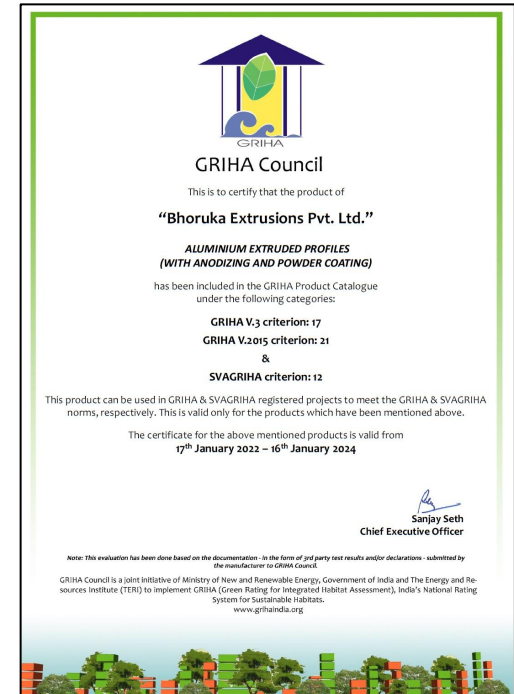 GRIHA
GRIHA Council
This is to certify that the product of
“Bhoruka Extrusions Pvt. Ltd.”
ALUMINIUM EXTRUDED PROFILES
(WITH ANODIZING AND POWDER COATING)
has been included in the GRIHA Product Catalogue
under the following categories:
GRIHA V.3 criterion: 17
GRIHA V.2015 criterion: 21
&
SVAGRIHA criterion: 12
This product can be used in GRIHA & SVAGRIHA registered projects to meet the GRIHA & SVAGRIHA
norms, respectively. This is valid only for the products which have been mentioned above.
The certificate for the above mentioned products is valid from
17th January 2022 – 16th January 2024
Sanjay Seth
Chief Executive Officer
Note: This evaluation has been done based on the documentation - in the form of 3rd party test results and/or declarations - submitted by
the manufacturer to GRIHA Council.
GRIHA Council is a joint initiative of Ministry of New and Renewable Energy, Government of India and The Energy and Re-
sources Institute (TERI) to implement GRIHA (Green Rating for Integrated Habitat Assessment), India’s National Rating
System for Sustainable Habitats.
www.grihaindia.org